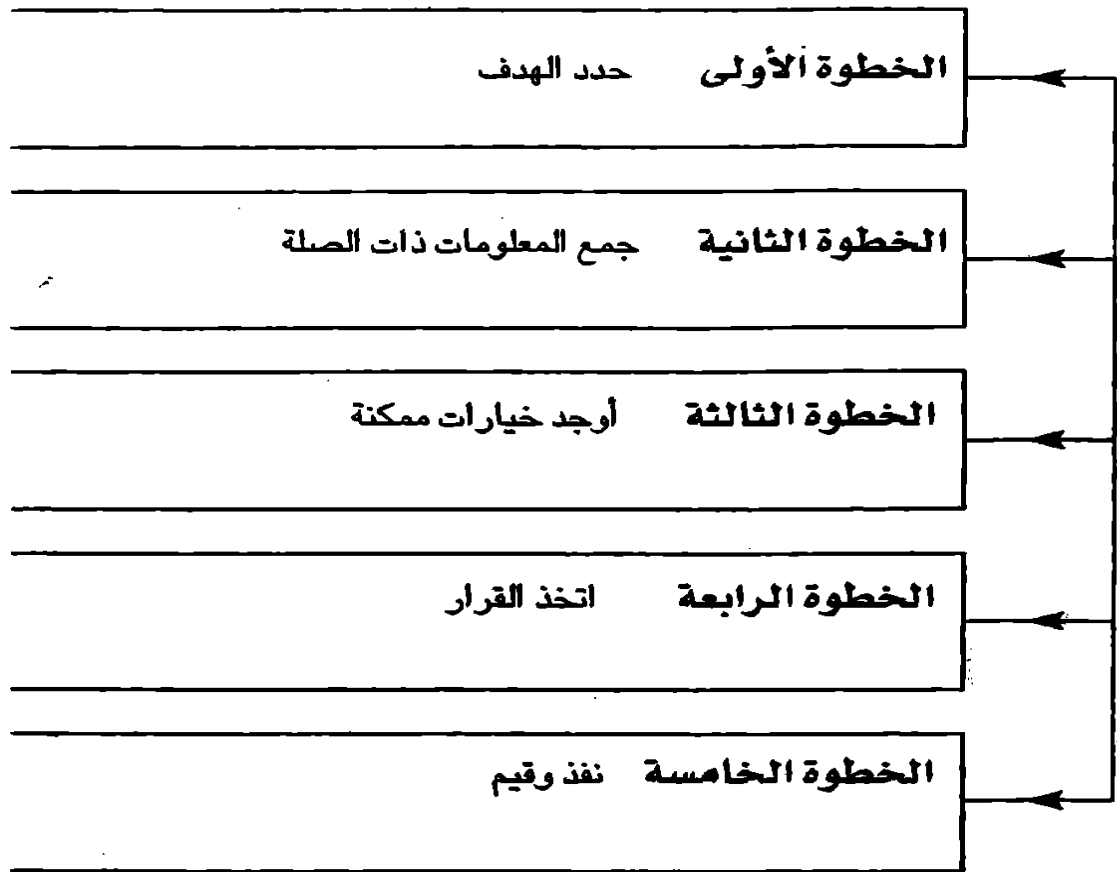 الخطوة الأولى حدد الهدف
الخطوة الثانية جمع المعلومات ذات الصلة
الخطوة الثالثة أوجد خيارات ممكنة
الخطوة الرابعة اتخذ القرار
الخطوة الخامسة نفذ وقيم